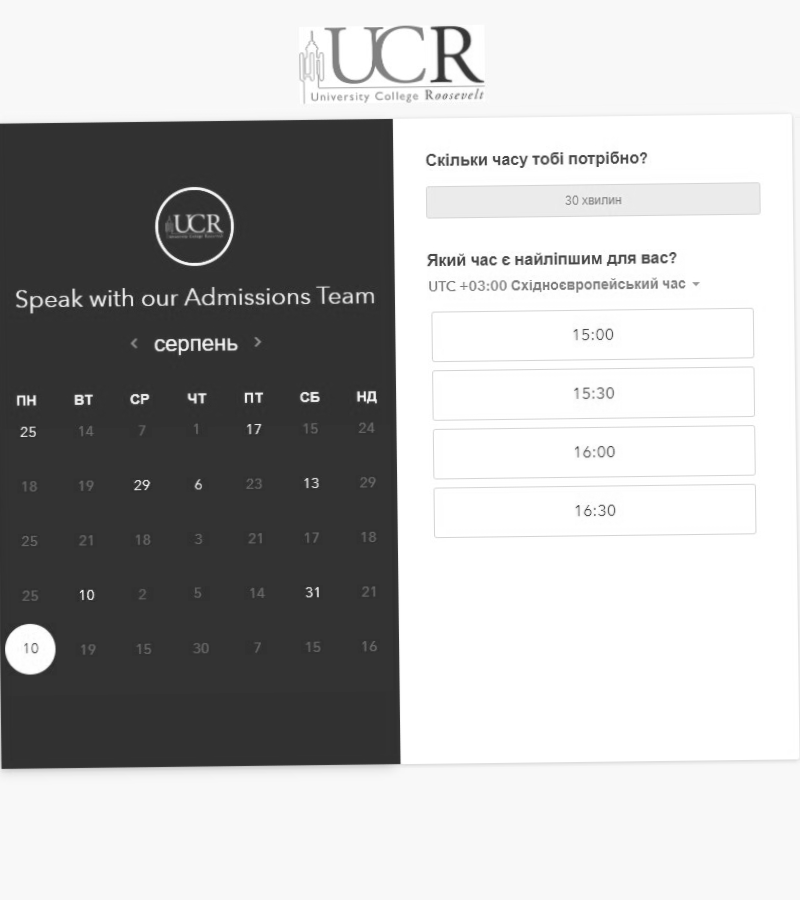 UCR
University College Roosevelt
UCR
Speak with our Admissions Team
серпень
ПН ВТ СР ЧТ ПТ СБ НД
25 14 7 1 17 15 24
18 19 29 6 23 13 29
25 21 18 3 21 17 18
25 10 2 5 14 31 21
10 19 15 30 7 15 16
Скільки часу тобі потрібно?
30 хвилин
Який час є найліпшим для вас?
UTC +03:00 Східноєвропейський час
15:00
15:30
16:00
16:30